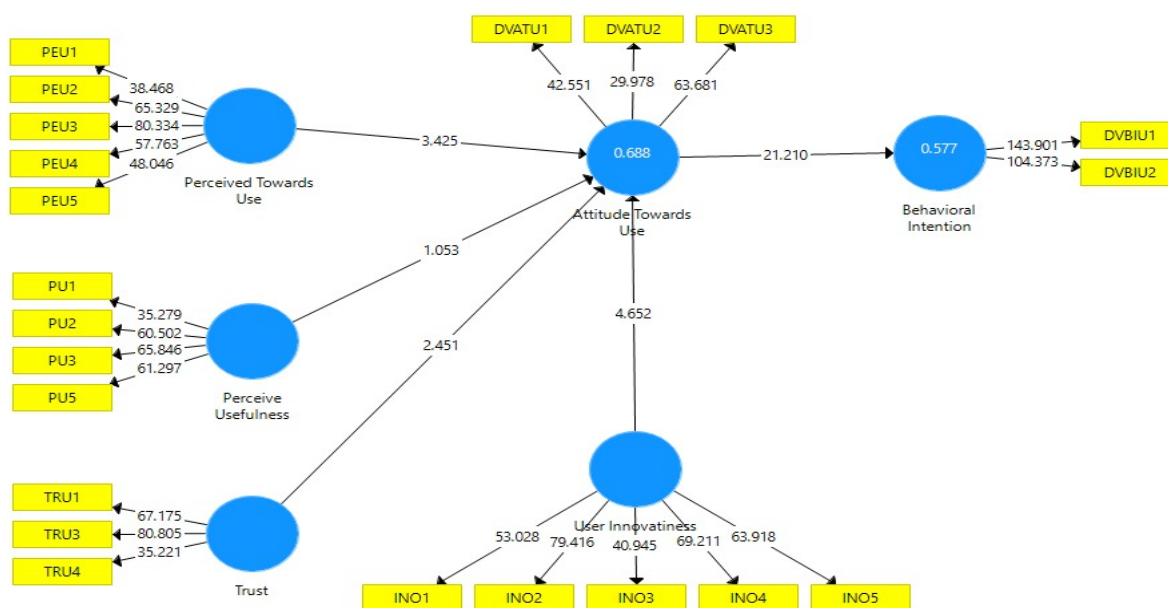 DVATU1
DVATU2
DVATU3
42.551
29.978
63.681
PEU1
PEU2
PEU3
PEU4
PEU5
38.468
65.329
80.334
57.763
48.046
Perceived Towards
Use
3.425
0.688
Attitude Towards
Use
21.210
0.577
Behavioral
Intention
143.901
104.373
DVBIU1
DVBIU2
PU1
PU2
PU3
PU5
35.279
60.502
65.846
61.297
Perceive
Usefulness
1.053
2.451
4.652
TRU1
TRU3
TRU4
67.175
80.805
35.221
Trust
User Innovatiness
53.028
79.416
40.945
69.211
63.918
INO1
INO2
INO3
INO4
INO5